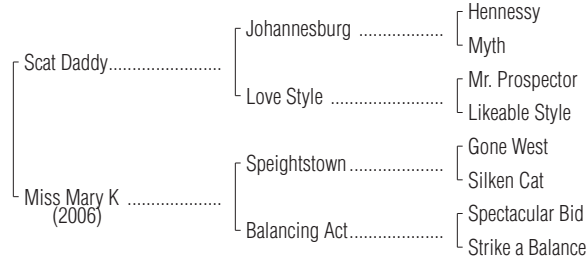 Hennessy
Johannesburg ..................
Myth
Scat Daddy........................
Mr. Prospector
Love Style ........................
Likeable Style
Gone West
Speightstown ....................
Silken Cat
Miss Mary K ....................
(2006)
Spectacular Bid
Balancing Act....................
Strike a Balance